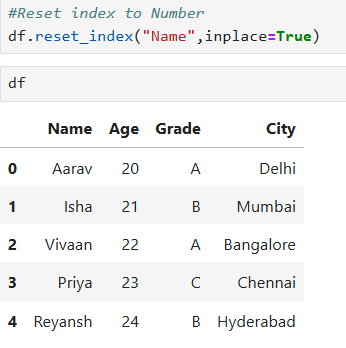 #Reset index to Number
df.reset_index("Name",inplace=True)
df
Name Age Grade City
0 Aarav 20 A Delhi
1 Isha 21 B Mumbai
2 Vivaan 22 A Bangalore
3 Priya 23 C Chennai
4 Reyansh 24 B Hyderabad